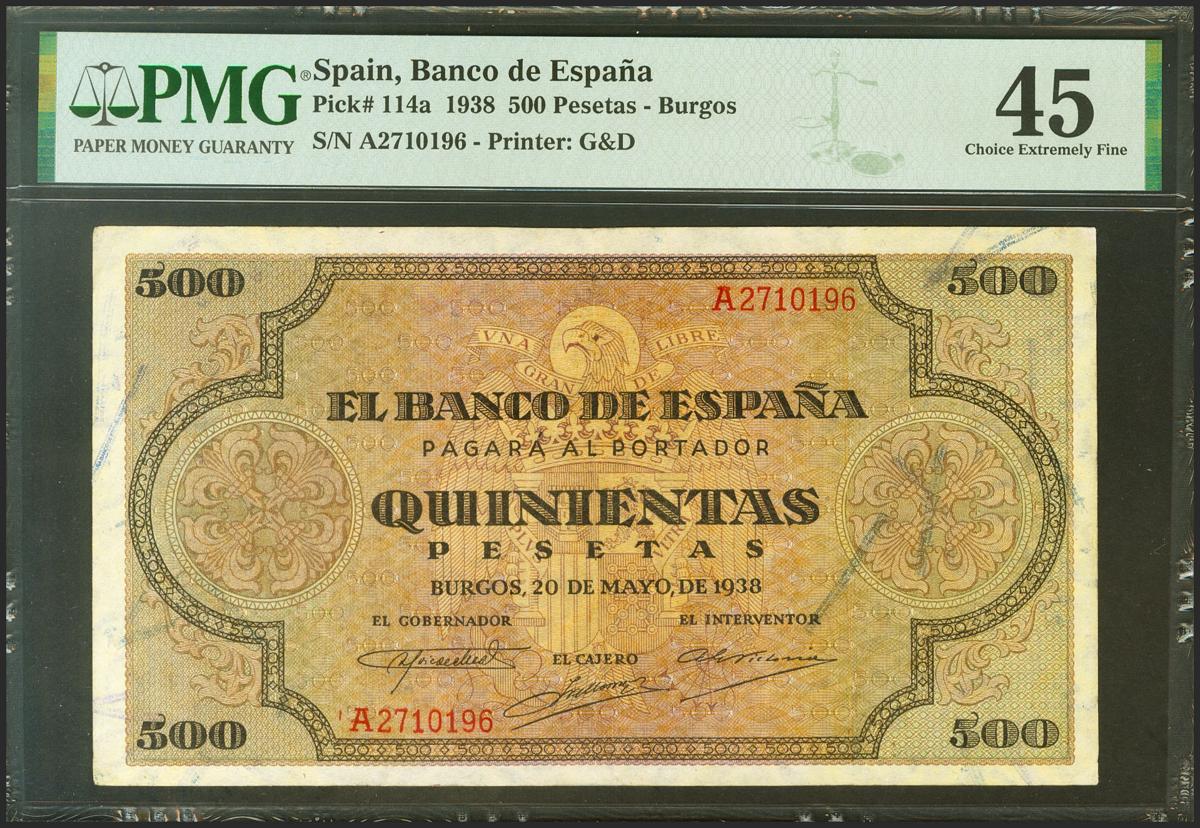 PMG®
PAPER MONEY GUARANTY
Spain, Banco de España
Pick# 114a 1938 500 Pesetas - Burgos
S/N A2710196 - Printer: G&D
45
Choice Extremely Fine
500
500
A2710196
UNA GRANDE LIBRE
EL BANCO DE ESPAÑA
PAGARÁ AL PORTADOR
QUINIENTAS
PESETAS
BURGOS, 20 DE MAYO, DE 1938
EL GOBERNADOR
EL INTERVENTOR
EL CAJERO
A2710196
500
500